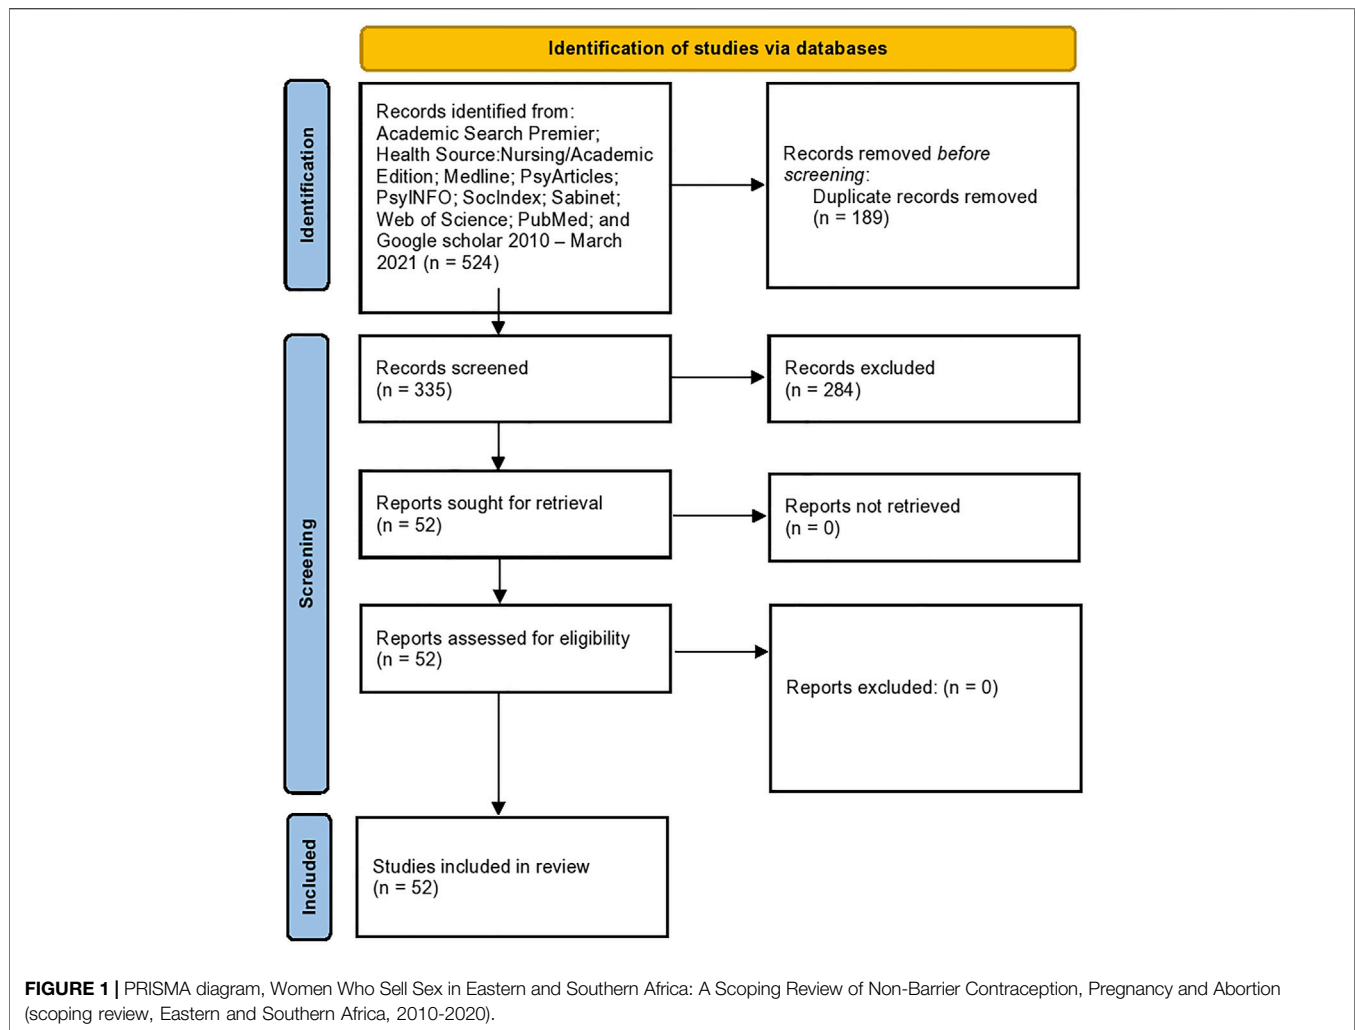 Identification of studies via databases
Identification
Records identified from:
Academic Search Premier;
Health Source:Nursing/Academic
Edition; Medline; PsyArticles;
PsyINFO; SocIndex; Sabinet;
Web of Science; PubMed; and
Google scholar 2010 – March
2021 (n = 524)
Records removed before
screening:
Duplicate records removed
(n = 189)
Screening
Records screened
(n = 335)
Records excluded
(n = 284)
Reports sought for retrieval
(n = 52)
Reports not retrieved
(n = 0)
Reports assessed for eligibility
(n = 52)
Reports excluded: (n = 0)
Included
Studies included in review
(n = 52)
FIGURE 1 | PRISMA diagram, Women Who Sell Sex in Eastern and Southern Africa: A Scoping Review of Non-Barrier Contraception, Pregnancy and Abortion
(scoping review, Eastern and Southern Africa, 2010-2020).